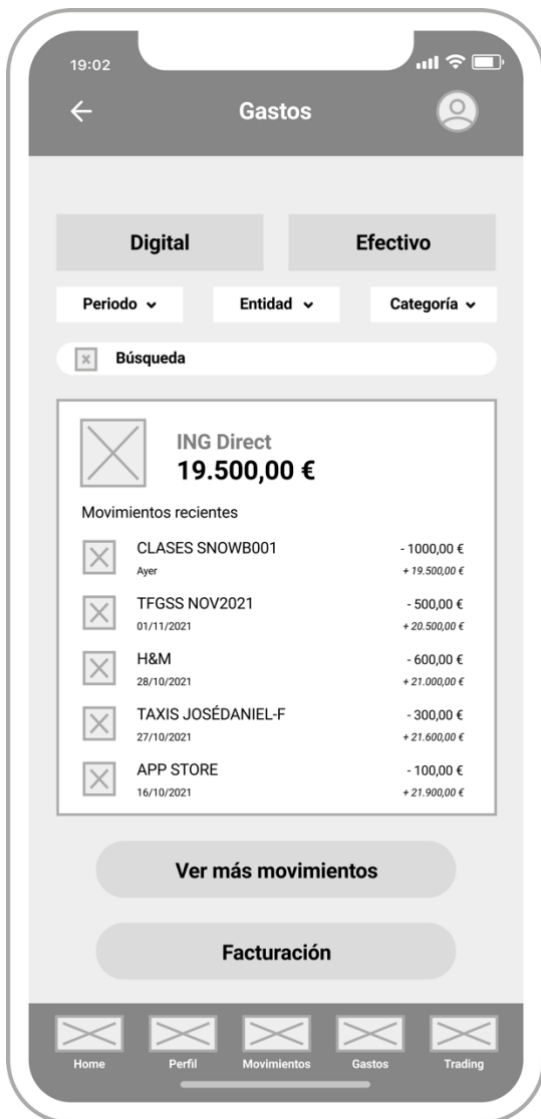 19:02
Gastos
Digital
Efectivo
Periodo
Entidad
Categoría
Búsqueda
ING Direct
19.500,00 €
Movimientos recientes
CLASES SNOWB001
- 1000,00 €
Ayer
+ 19.500,00 €
TFGSS NOV2021
- 500,00 €
01/11/2021
+ 20.500,00 €
H&M
- 600,00 €
28/10/2021
+ 21.000,00 €
TAXIS JOSÉDANIEL-F
- 300,00 €
27/10/2021
+ 21.600,00 €
APP STORE
- 100,00 €
16/10/2021
+ 21.900,00 €
Ver más movimientos
Facturación
Home
Perfil
Movimientos
Gastos
Trading